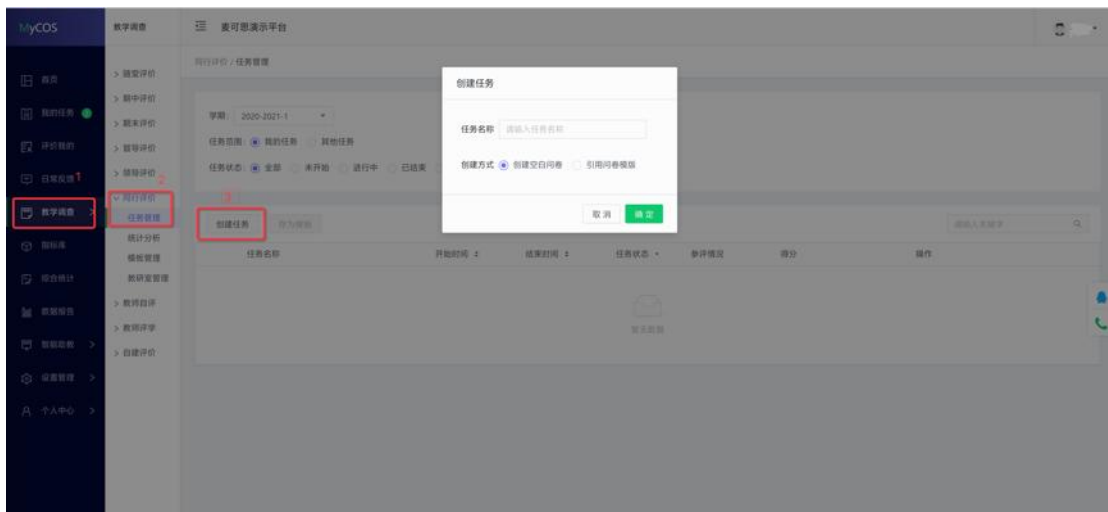 MyCOS
教学调查
麦可思演示平台
首页
我的任务
评价我的
日常反馈
1
教学调查
指标库
综合统计
数据报告
智能助教
设置管理
个人中心
随堂评价
期中评价
期末评价
督导评价
领导评价
②
同行评价
任务管理
统计分析
模板管理
教研室管理
教师自评
教师评学
自建评价
同行评价 / 任务管理
学期: 2020-2021-1
任务范围: 我的任务 其他任务
任务状态: 全部 未开始 进行中 已结束
③
创建任务 存为模板
请输入关键字
任务名称 开始时间 结束时间 任务状态 参评情况 得分 操作
暂无数据
创建任务
任务名称 请输入任务名称
创建方式 创建空白问卷 引用问卷模版
取消 确定